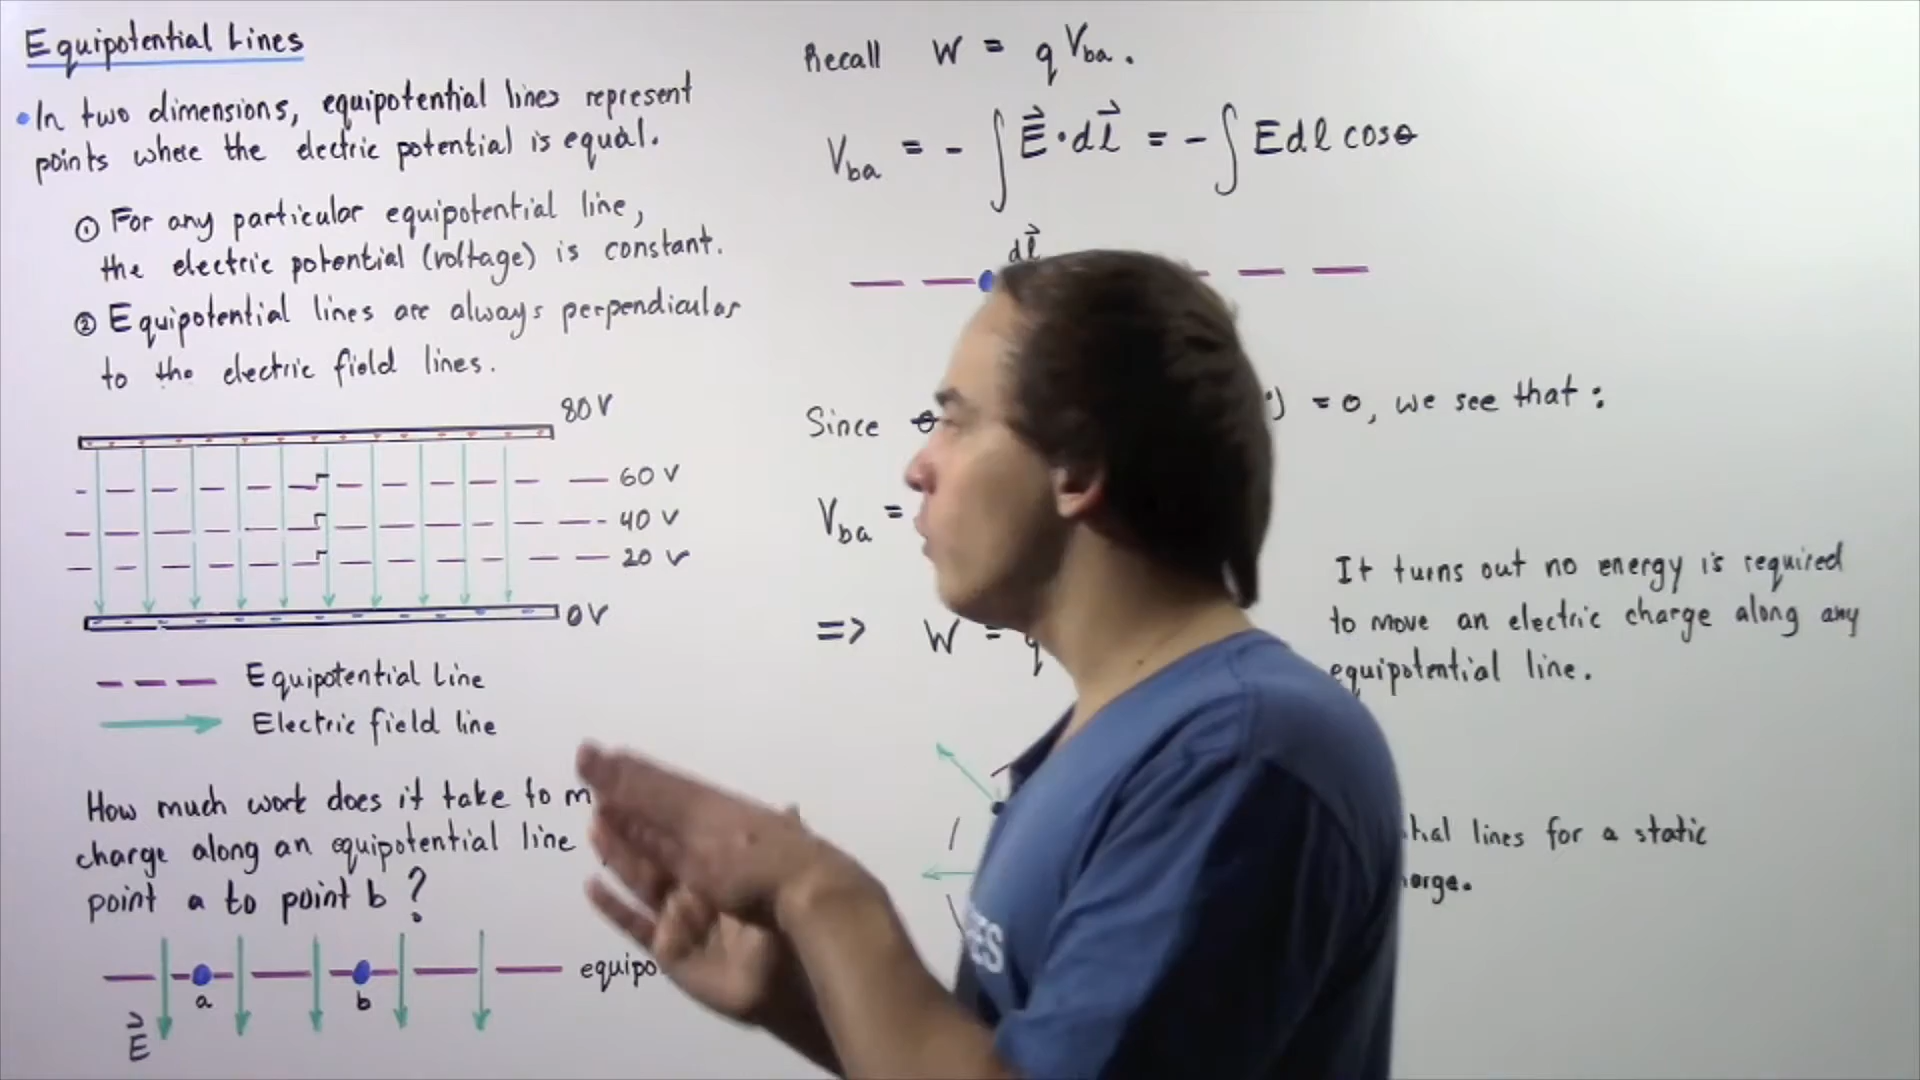 Equipotential Lines
• In two dimensions, equipotential lines represent
points where the electric potential is equal.
① For any particular equipotential line,
the electric potential (voltage) is constant.
② Equipotential lines are always perpendicular
to the electric field lines.
80 V
60 V
40 V
20 V
0 V
Equipotential Line
Electric field line
How much work does it take to
charge along an equipotential line
point a to point b?
a
b
E⃗
Recall W = qVba.
Vba = - ∫ E⃗ · dl⃗ = - ∫ E dl cosθ
dl⃗
Since θ
) = 0, we see that:
Vba =
=> W = q
It turns out no energy is required
to move an electric charge along any
equipotential line.
lines for a static